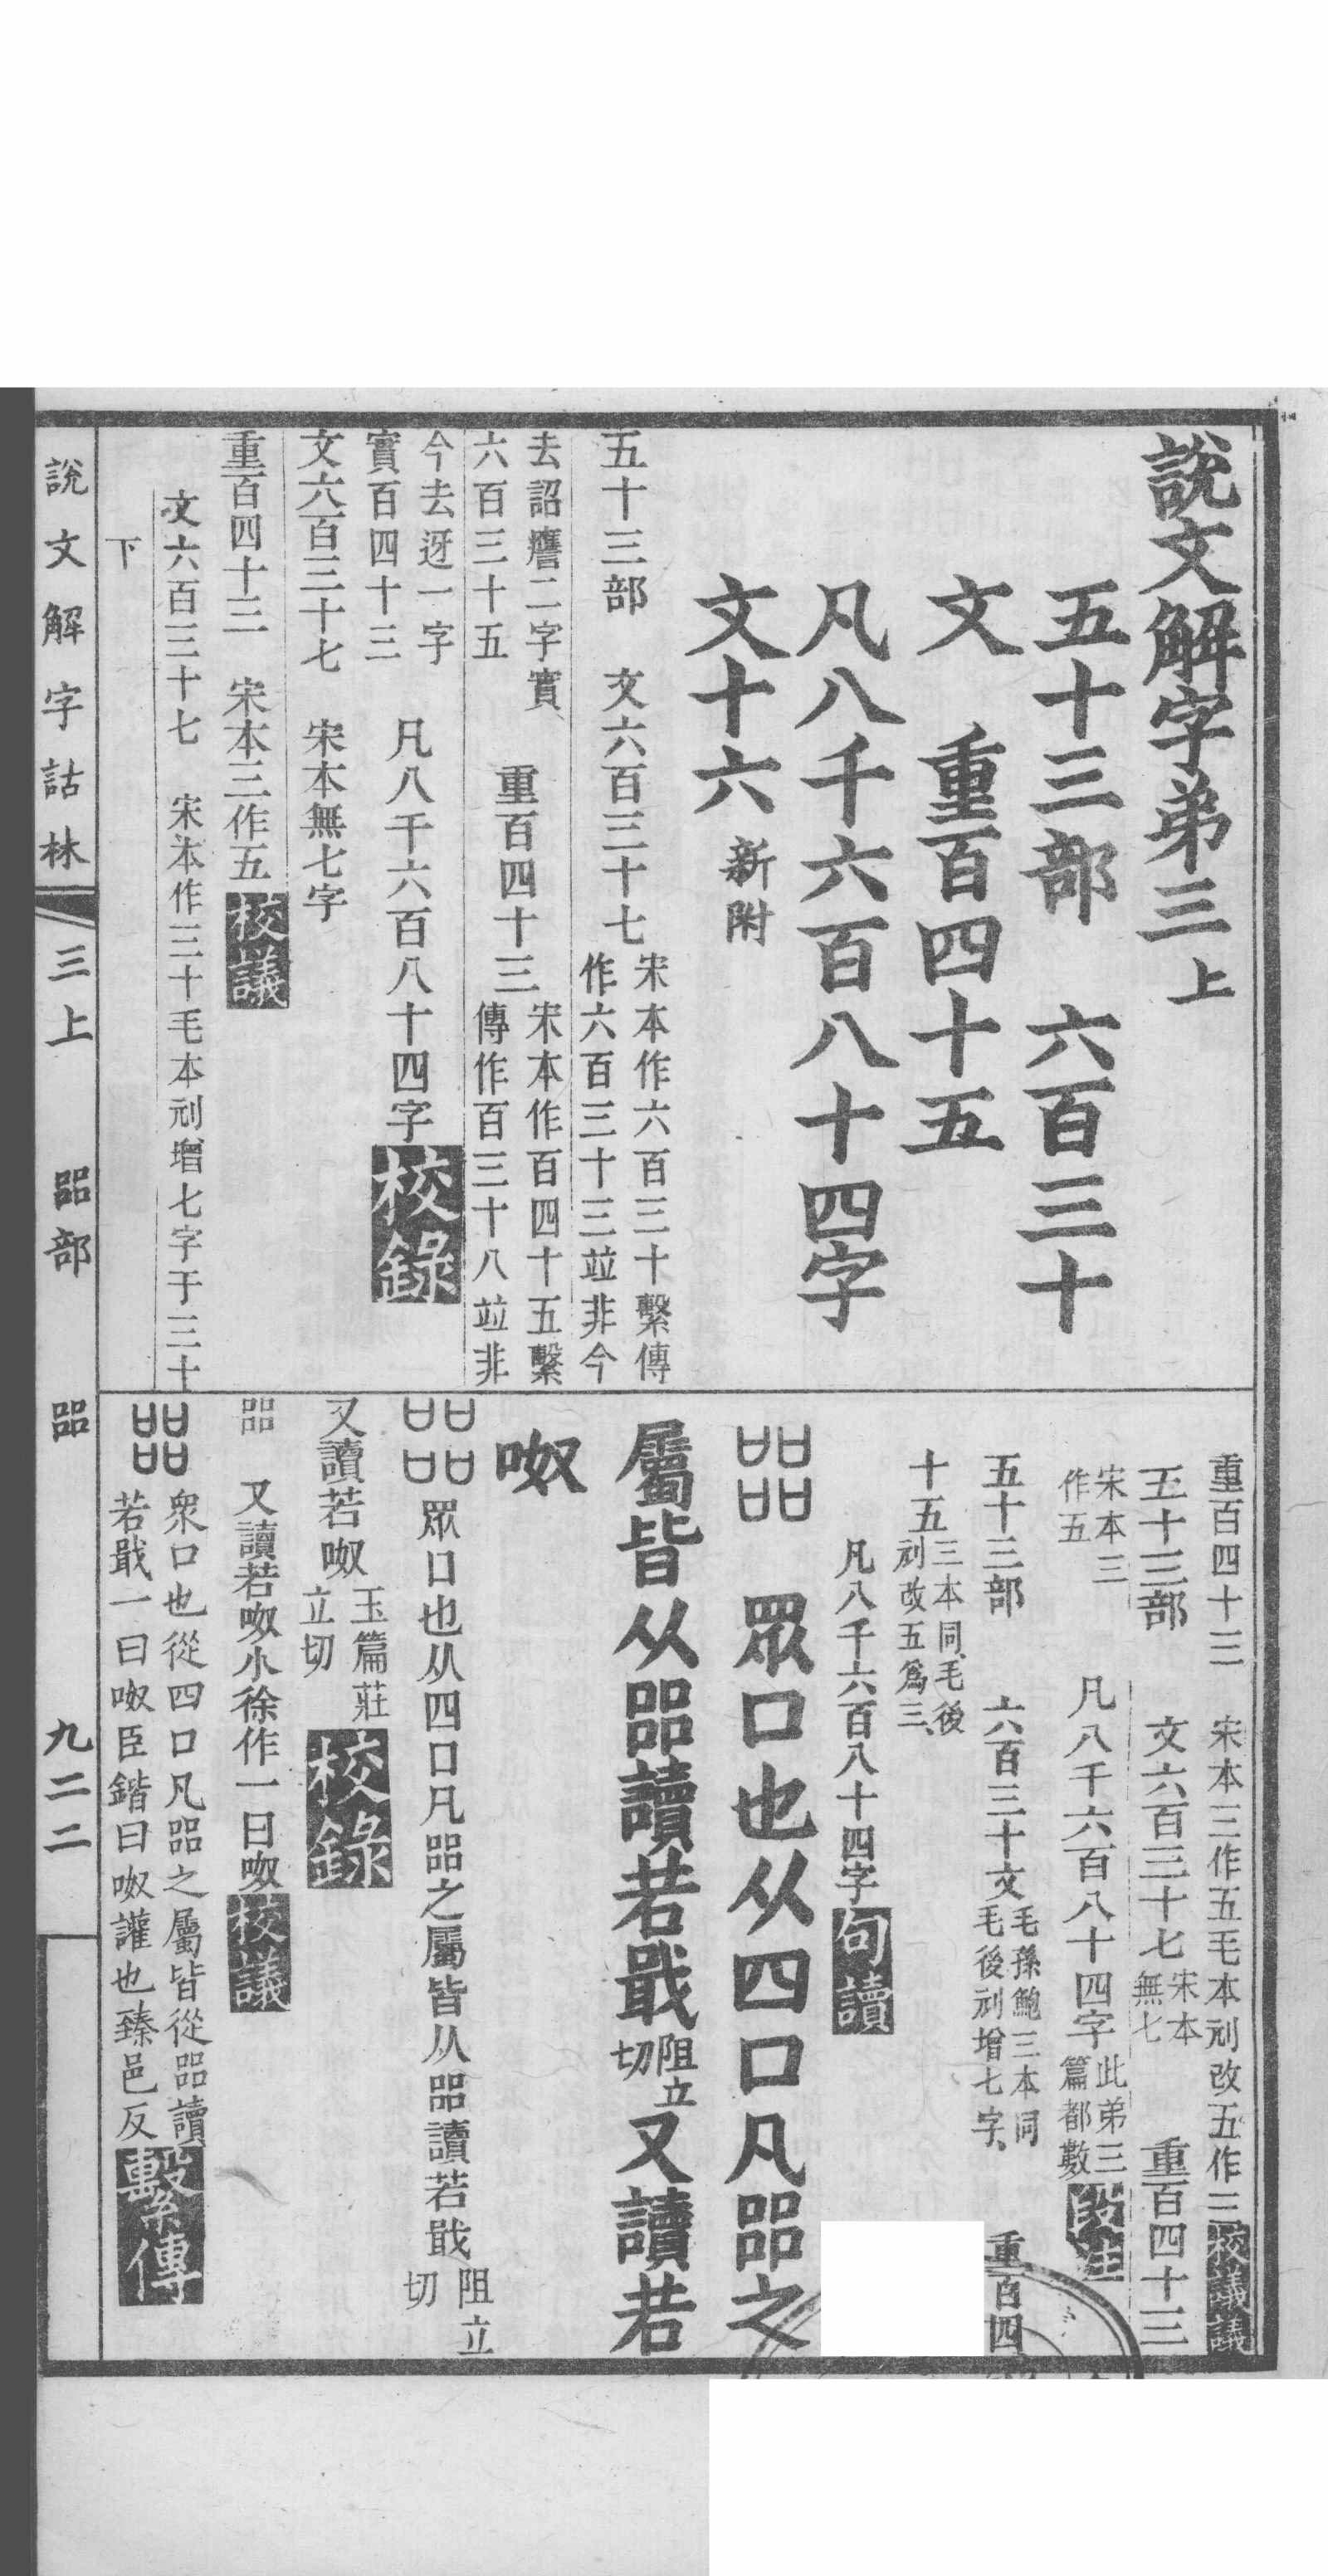 說文解字弟三上
五十三部 六百三十
文 重百四十五
凡八千六百八十四字
文十六新附
五十三部 文六百三十七宋本作六百三十繫傳作六百三十三竝非今
去詔譍二字實六百三十五 重百四十三宋本作百四十五繫傳作百三十八竝非
今去迓一字實百四十三 凡八千六百八十四字校錄
文六百三十七 宋本無七字
重百四十三 宋本三作五校議
文六百三十七 宋本作三十毛本刓增七字于三十
下
重百四十三 宋本三作五毛本刓改五作三校議議
五十三部 文六百三十七宋本無七 重百四十三
宋本三作五 凡八千六百八十四字此弟三篇都數段注
五十三部 六百三十文毛孫鮑三本同毛後刓增七字、 重百四
十五三本同、毛後刓改五爲三、
凡八千六百八十四字句讀
㗊 眾口也从四口凡㗊之
屬皆从㗊讀若戢阻立切又讀若
呶
㗊 眾口也从四口凡㗊之屬皆从㗊讀若戢阻立切
又讀若呶玉篇莊立切校錄
㗊 又讀若呶小徐作一曰呶校議
㗊 衆口也從四口凡㗊之屬皆從㗊讀
若戢一曰呶臣鍇曰呶讙也臻邑反繫傳
說文解字詁林 三上 㗊部 㗊 九二二